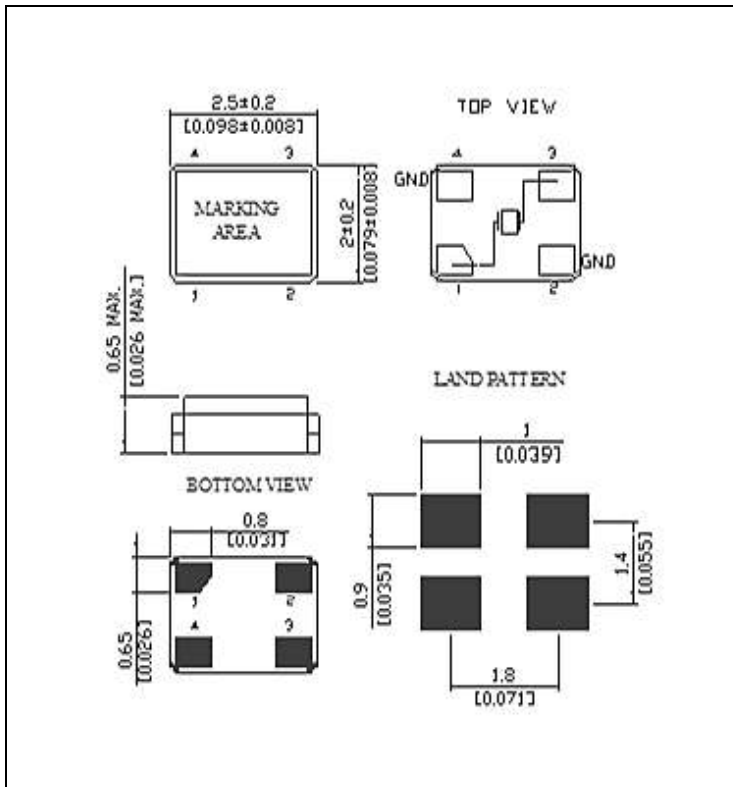 2.5±0.2
[0.098±0.008]
TOP VIEW
4 3
MARKING
AREA
1 2
2±0.2
[0.079±0.008]
4 3
GND
GND
1 2
0.65 MAX.
[0.026 MAX.]
LAND PATTERN
1
[0.039]
BOTTOM VIEW
0.8
[0.031]
1 2
4 3
0.65
[0.026]
0.9
[0.035]
1.4
[0.055]
1.8
[0.071]